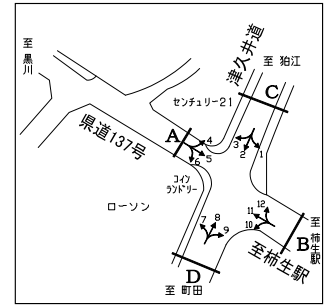 至黒川
津久井道
至 狛江
センチュリー21
C
県道137号
A
4
5
6
3
2
1
コイン
ランドリー
ローソン
7
8
9
12
11
10
B
至柿生駅
至柿生駅
D
至 町田